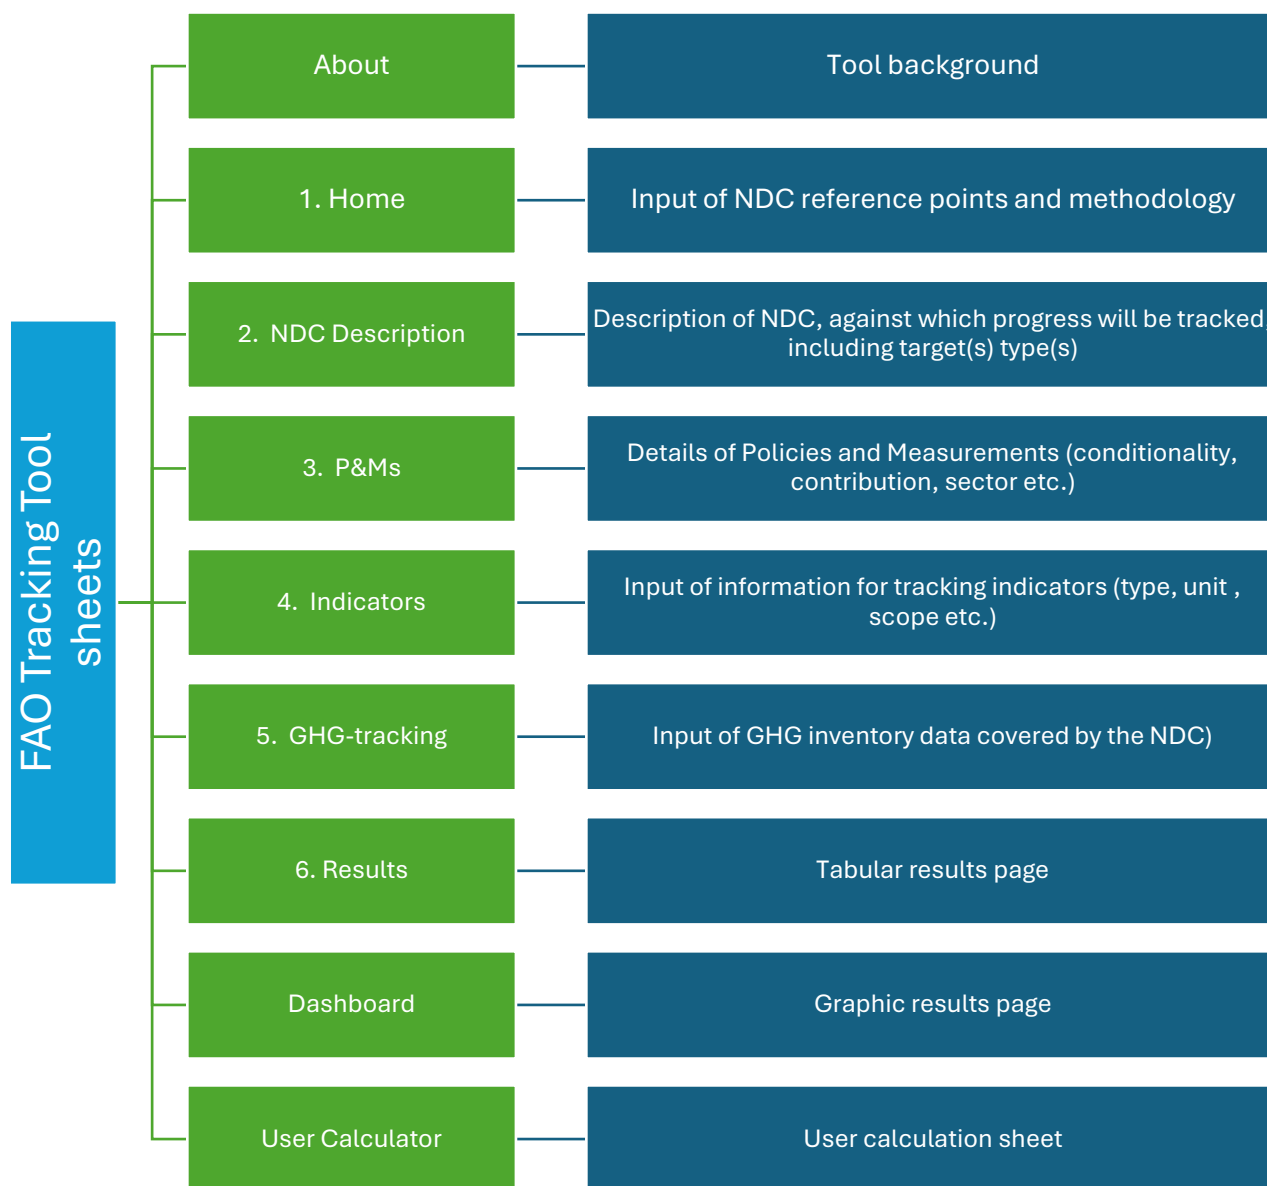 FAO Tracking Tool
sheets
About
Tool background
1. Home
Input of NDC reference points and methodology
2. NDC Description
Description of NDC, against which progress will be tracked,
including target(s) type(s)
3. P&Ms
Details of Policies and Measurements (conditionality,
contribution, sector etc.)
4. Indicators
Input of information for tracking indicators (type, unit ,
scope etc.)
5. GHG-tracking
Input of GHG inventory data covered by the NDC)
6. Results
Tabular results page
Dashboard
Graphic results page
User Calculator
User calculation sheet